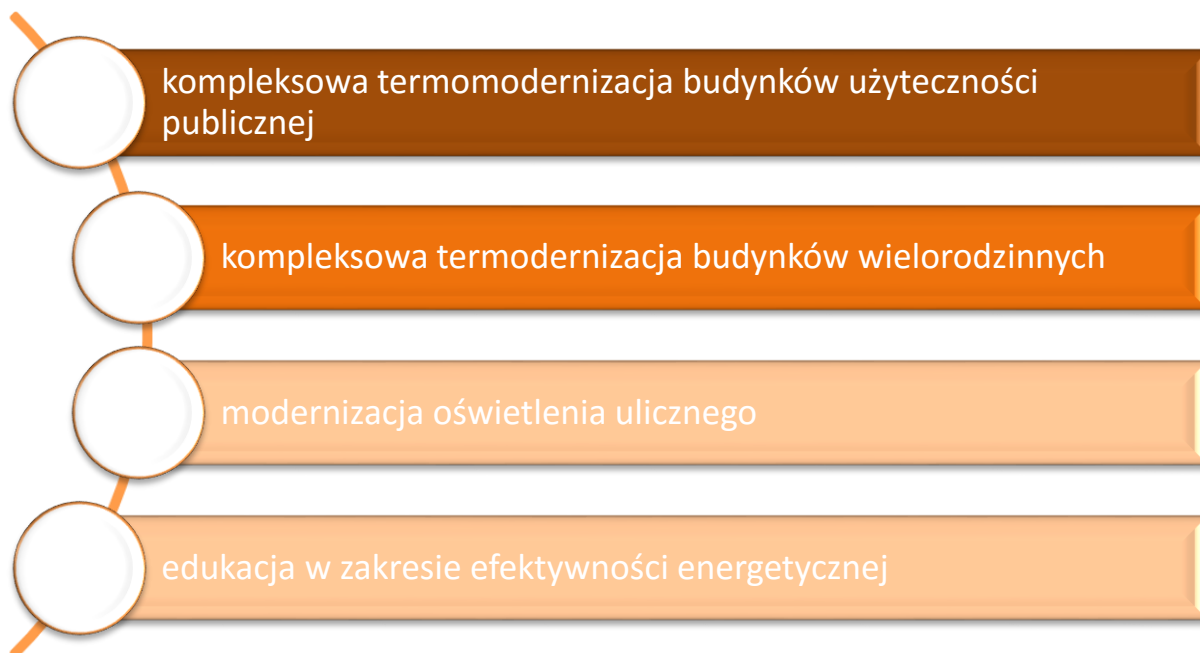 kompleksowa termomodernizacja budynków użyteczności
publicznej
kompleksowa termodernizacja budynków wielorodzinnych
modernizacja oświetlenia ulicznego
edukacja w zakresie efektywności energetycznej